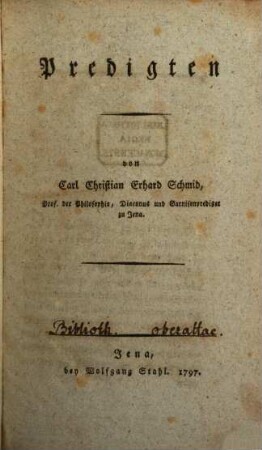 Predigten
von
Carl Christian Erhard Schmid,
Prof. der Philosophie, Diaconus und Garnisonprediger
zu Jena.
Biblioth. oberaltac.
Jena,
bey Wolfgang Stahl. 1797.